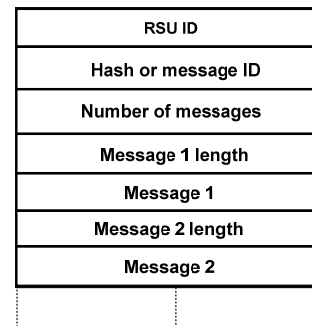 RSU ID
Hash or message ID
Number of messages
Message 1 length
Message 1
Message 2 length
Message 2